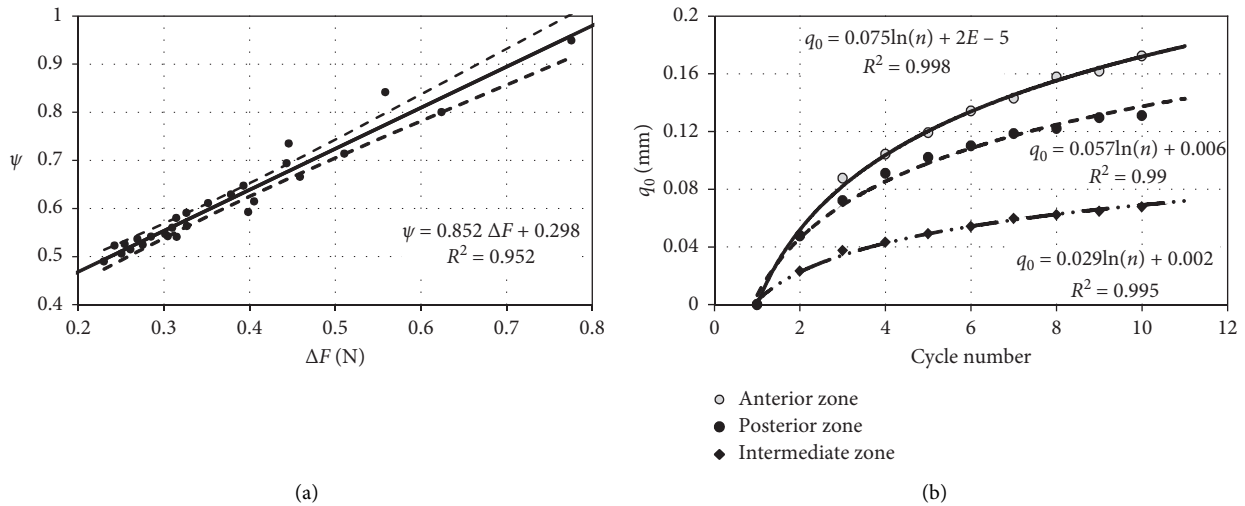 1
0.9
0.8
0.7
0.6
0.5
0.4
ψ
ψ = 0.852 ΔF + 0.298
R² = 0.952
0.2 0.3 0.4 0.5 0.6 0.7 0.8
ΔF (N)
(a)
0.2
0.16
0.12
0.08
0.04
0
q₀ (mm)
q₀ = 0.075ln(n) + 2E – 5
R² = 0.998
q₀ = 0.057ln(n) + 0.006
R² = 0.99
q₀ = 0.029ln(n) + 0.002
R² = 0.995
0 2 4 6 8 10 12
Cycle number
Anterior zone
Posterior zone
Intermediate zone
(b)